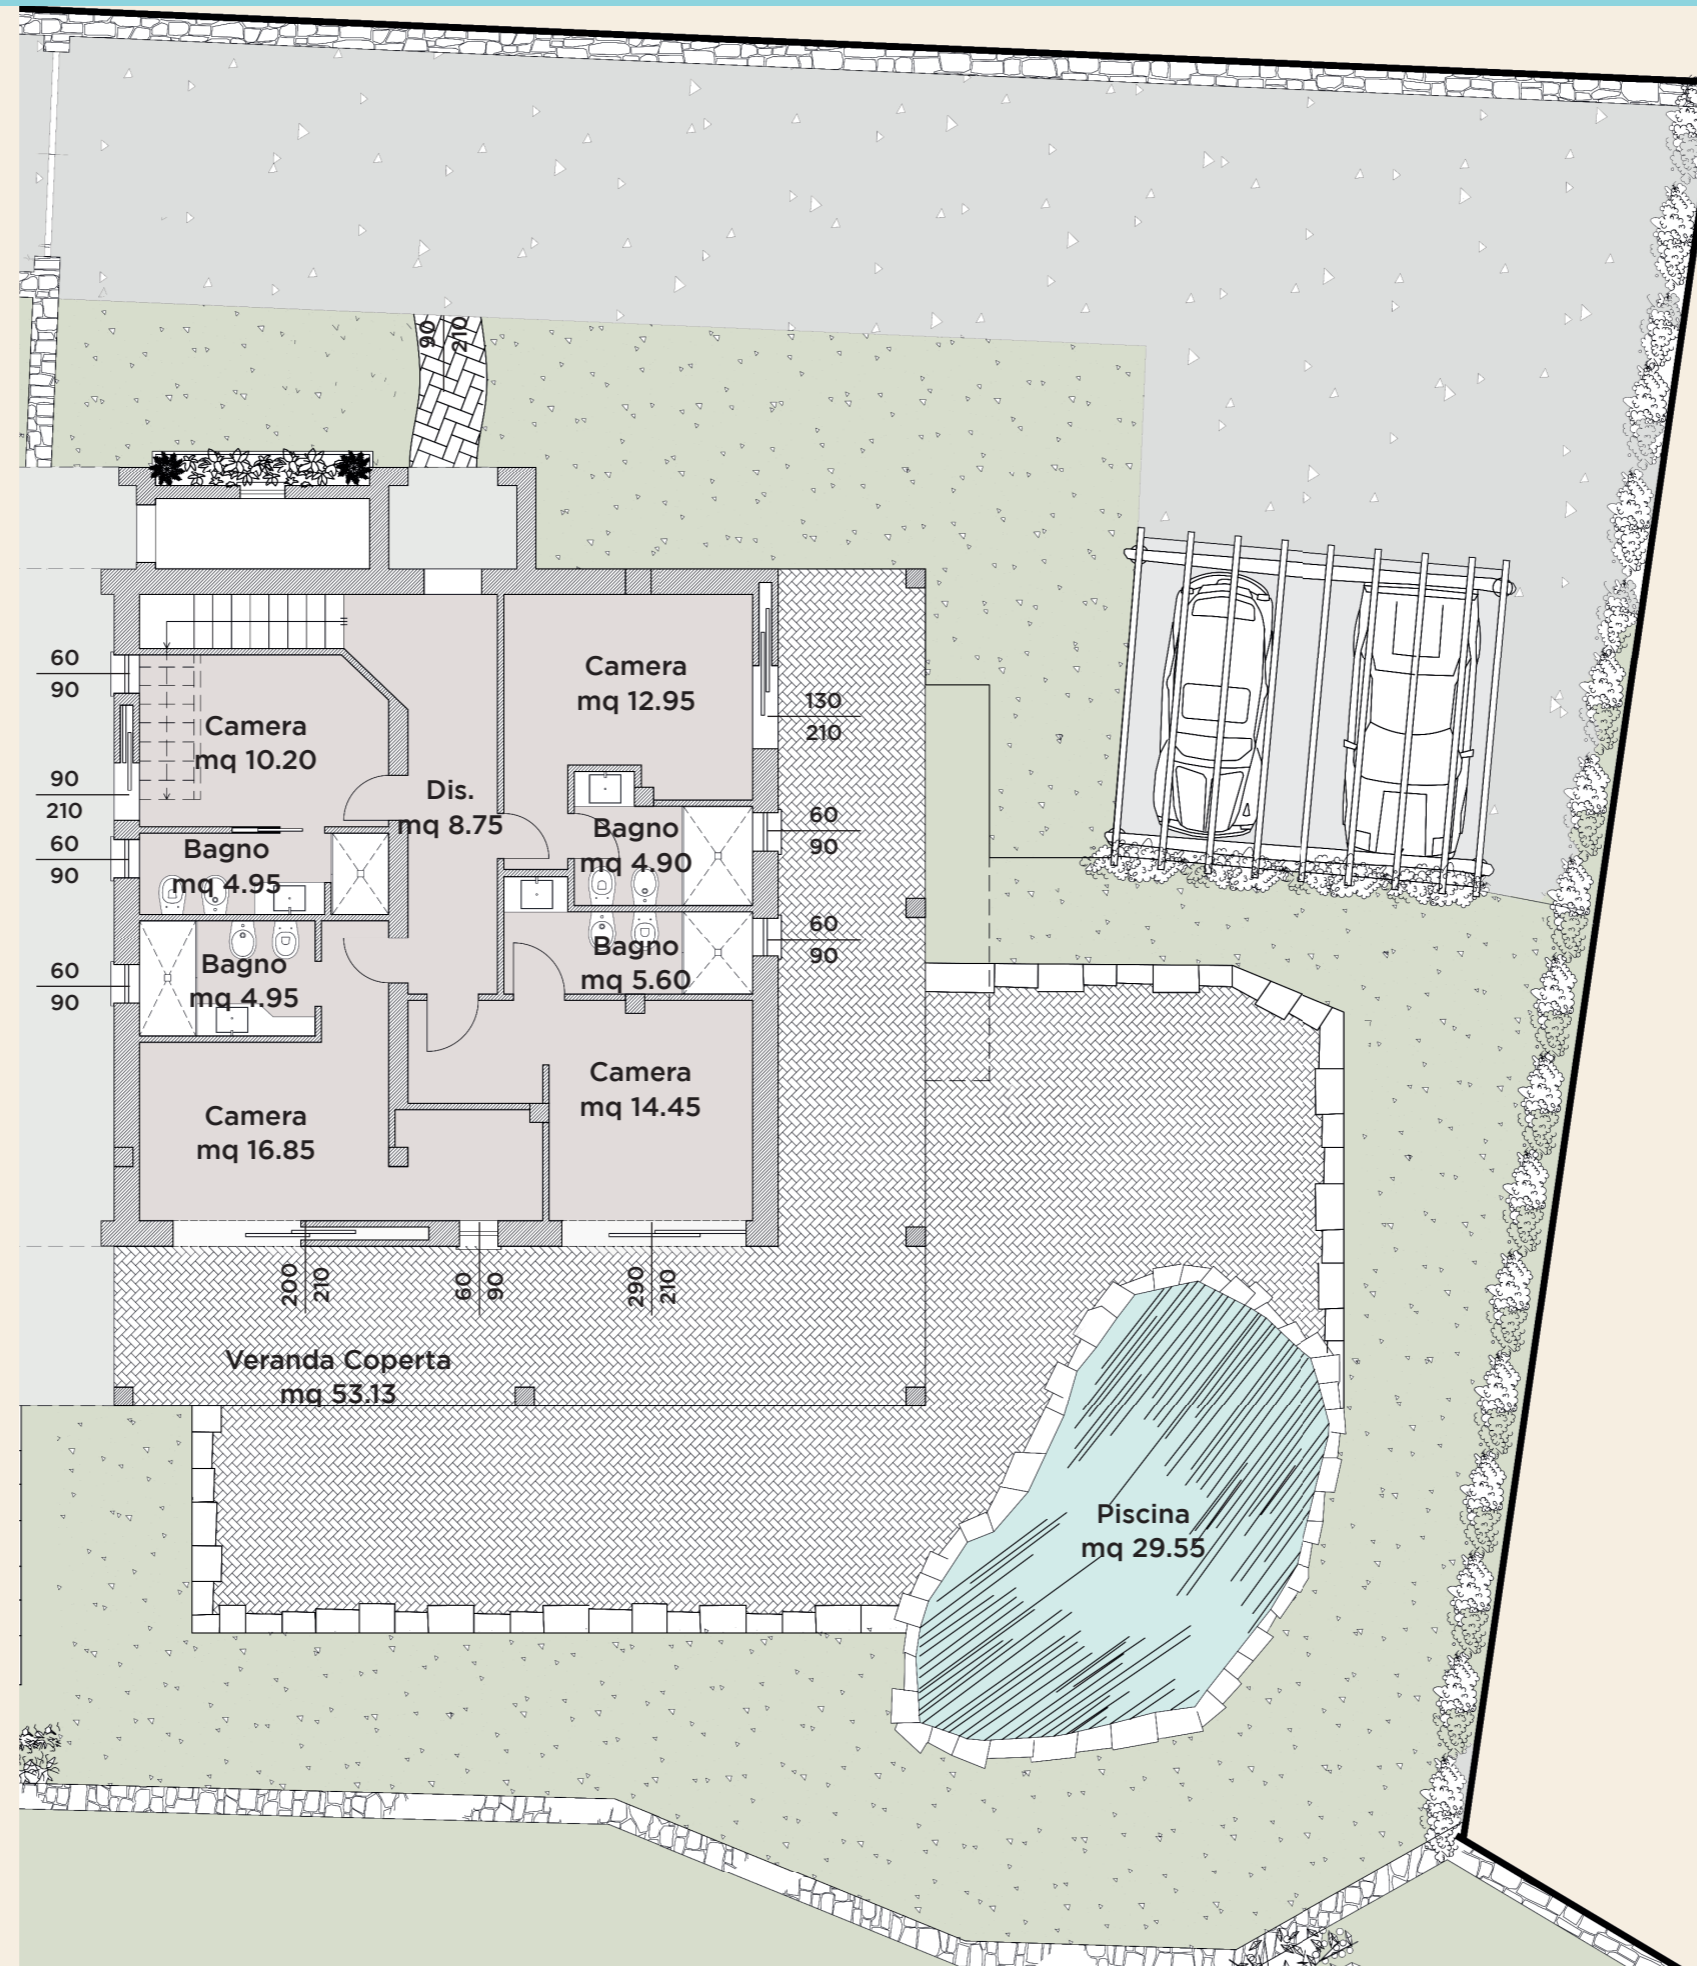 90
210
60
90
Camera
mq 12.95
130
210
Camera
mq 10.20
90
210
Dis.
mq 8.75
60
90
Bagno
mq 4.90
60
90
Bagno
mq 4.95
60
90
Bagno
mq 5.60
60
90
Bagno
mq 4.95
Camera
mq 14.45
Camera
mq 16.85
200
210
60
90
290
210
Veranda Coperta
mq 53.13
Piscina
mq 29.55